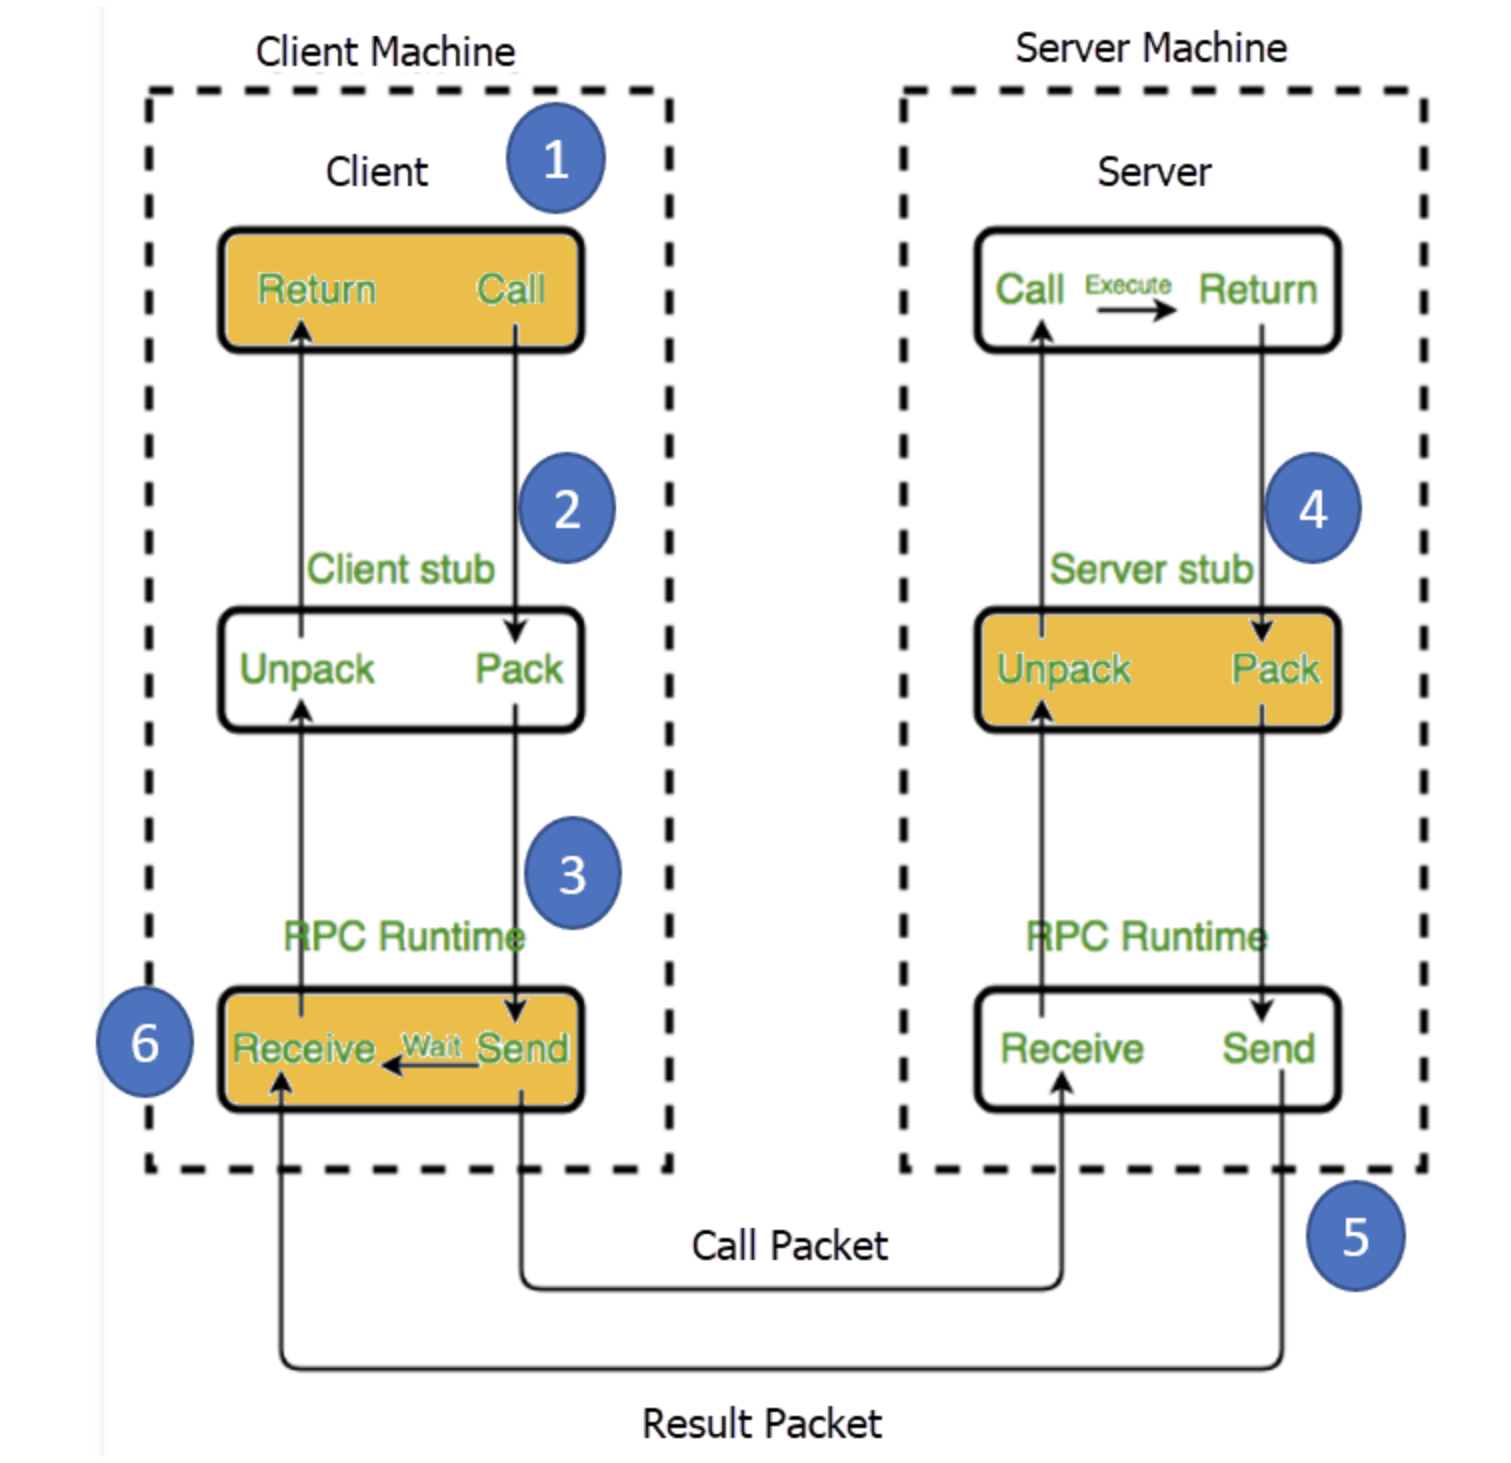 Client Machine
Server Machine
1
Client
Server
Return Call
Call Execute Return
2
4
Client stub
Server stub
Unpack Pack
Unpack Pack
3
RPC Runtime
RPC Runtime
6
Receive Wait Send
Receive Send
5
Call Packet
Result Packet